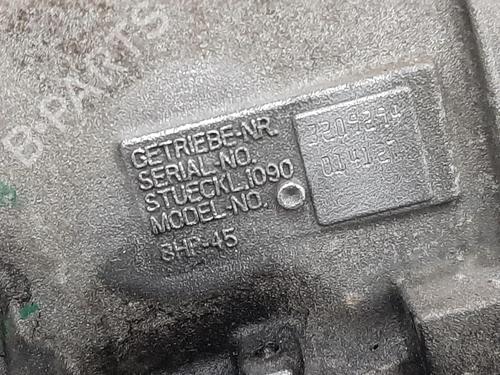 B-PARTS
GETRIEBE-NR.
SERIAL-NO.
STUECKL.1090
MODEL-NO.
8HP-45